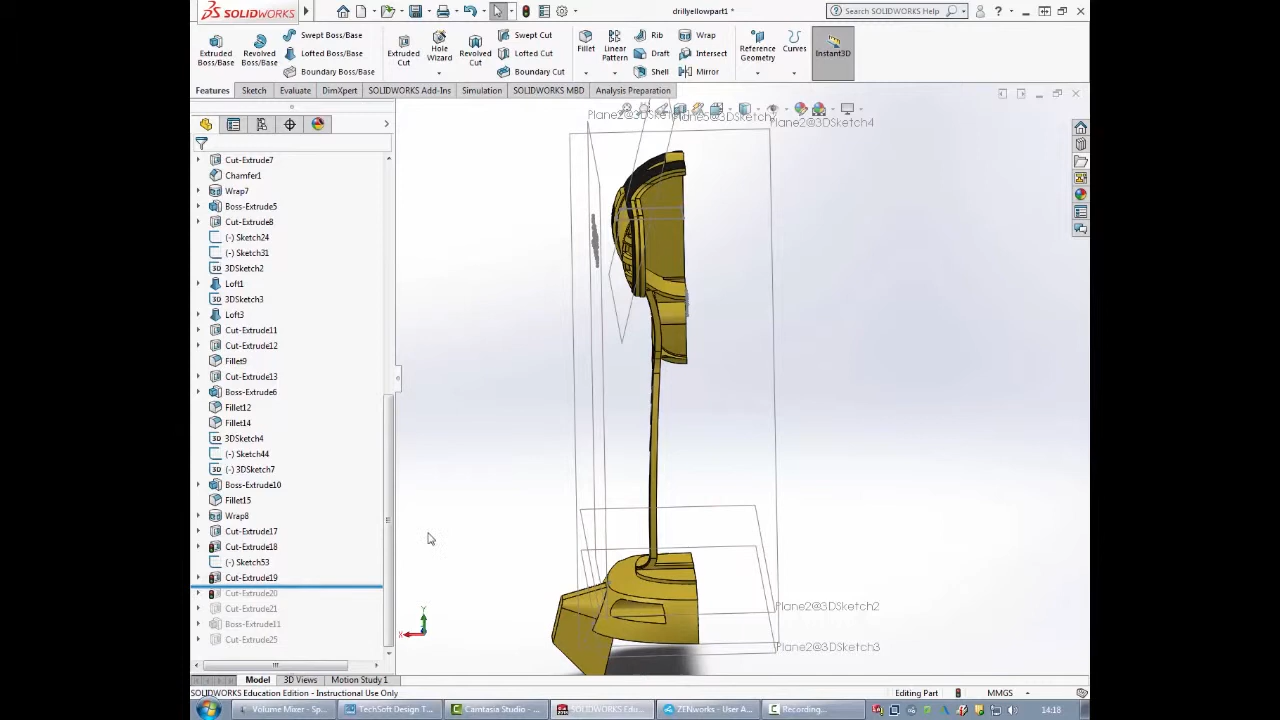 SOLIDWORKS
drillyellowpart1 *
Search SOLIDWORKS Help
Extruded Boss/Base
Revolved Boss/Base
Swept Boss/Base
Lofted Boss/Base
Boundary Boss/Base
Extruded Cut
Hole Wizard
Revolved Cut
Swept Cut
Lofted Cut
Boundary Cut
Fillet
Linear Pattern
Rib
Draft
Shell
Wrap
Intersect
Mirror
Reference Geometry
Curves
Instant3D
Features
Sketch
Evaluate
DimXpert
SOLIDWORKS Add-Ins
Simulation
SOLIDWORKS MBD
Analysis Preparation
Plane2@3DSketch4
Cut-Extrude7
Chamfer1
Wrap7
Boss-Extrude5
Cut-Extrude8
(-) Sketch24
(-) Sketch31
3D 3DSketch2
Loft1
3D 3DSketch3
Loft3
Cut-Extrude11
Cut-Extrude12
Fillet9
Cut-Extrude13
Boss-Extrude6
Fillet12
Fillet14
3D 3DSketch4
(-) Sketch44
3D (-) 3DSketch7
Boss-Extrude10
Fillet15
Wrap8
Cut-Extrude17
Cut-Extrude18
(-) Sketch53
Cut-Extrude19
Cut-Extrude20
Cut-Extrude21
Boss-Extrude11
Cut-Extrude25
Plane2@3DSketch2
Plane2@3DSketch3
Y
X
Model
3D Views
Motion Study 1
SOLIDWORKS Education Edition - Instructional Use Only
Editing Part
MMGS
Volume Mixer - Sp...
TechSoft Design T...
Camtasia Studio - ...
SOLIDWORKS Educ...
ZENworks - User A...
Recording...
14:18